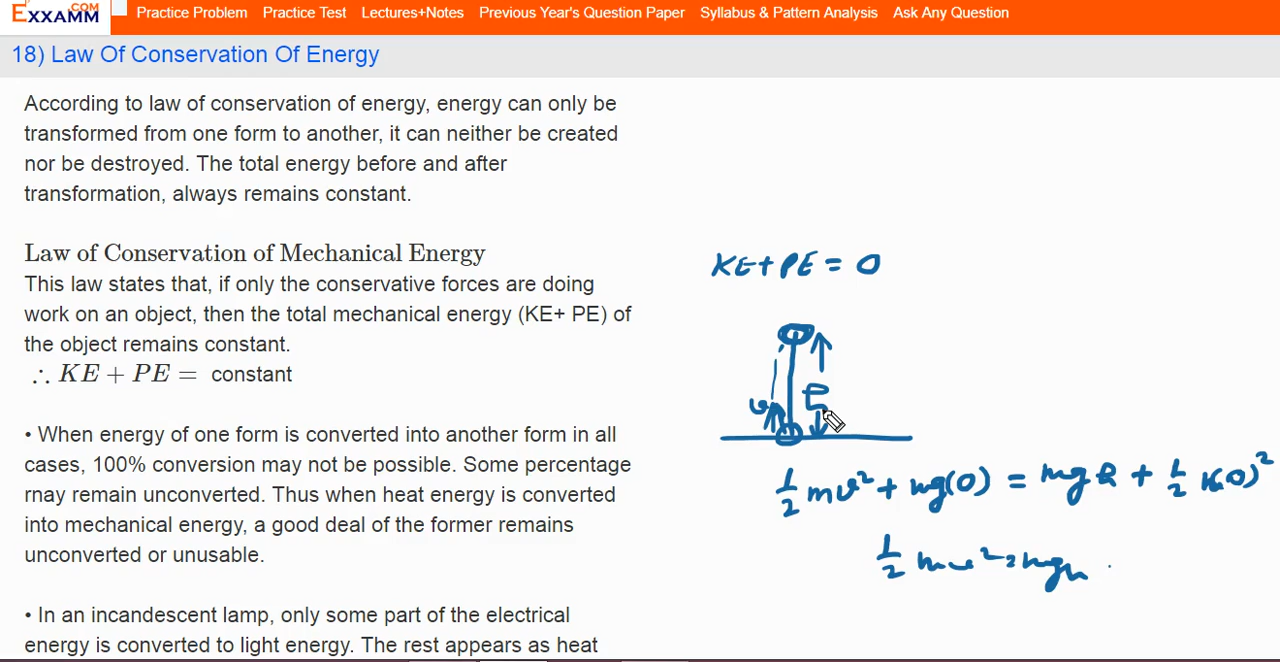 EXXAMM
.COM
Practice Problem Practice Test Lectures+Notes Previous Year's Question Paper Syllabus & Pattern Analysis Ask Any Question
18) Law Of Conservation Of Energy
According to law of conservation of energy, energy can only be
transformed from one form to another, it can neither be created
nor be destroyed. The total energy before and after
transformation, always remains constant.
Law of Conservation of Mechanical Energy
This law states that, if only the conservative forces are doing
work on an object, then the total mechanical energy (KE+ PE) of
the object remains constant.
∴ KE + PE = constant
• When energy of one form is converted into another form in all
cases, 100% conversion may not be possible. Some percentage
rnay remain unconverted. Thus when heat energy is converted
into mechanical energy, a good deal of the former remains
unconverted or unusable.
• In an incandescent lamp, only some part of the electrical
energy is converted to light energy. The rest appears as heat
KE+PE = 0
v
1/2 mv² + mg(0) = mgh + 1/2 m(0)²
1/2 mv² = mgh